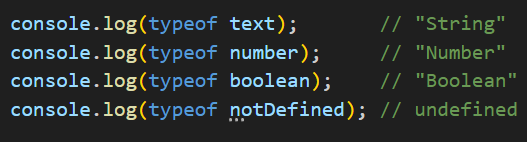 console.log(typeof text);        // "String"
console.log(typeof number);      // "Number"
console.log(typeof boolean);     // "Boolean"
console.log(typeof notDefined); // undefined